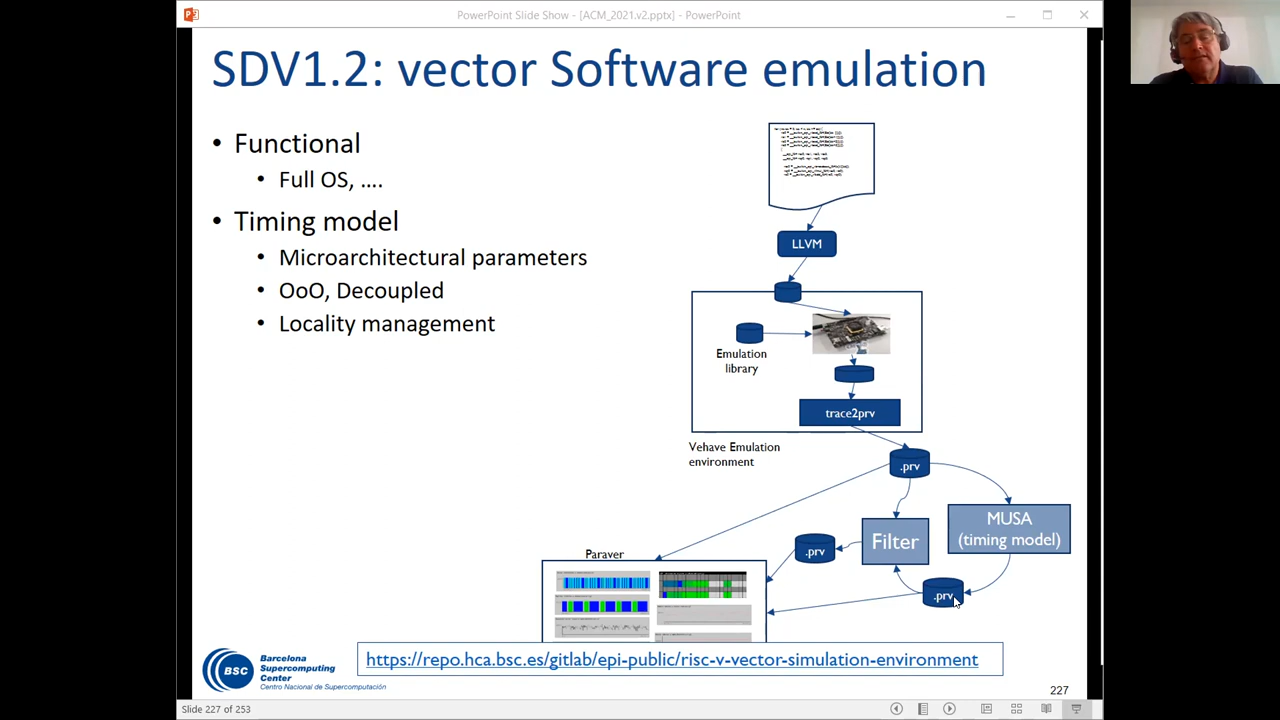 PowerPoint Slide Show - [ACM_2021.v2.pptx] - PowerPoint
SDV1.2: vector Software emulation
• Functional
• Full OS, ....
• Timing model
• Microarchitectural parameters
• OoO, Decoupled
• Locality management
LLVM
Emulation
library
trace2prv
Vehave Emulation
environment
.prv
MUSA
(timing model)
Filter
.prv
.prv
Paraver
https://repo.hca.bsc.es/gitlab/epi-public/risc-v-vector-simulation-environment
BSC
Barcelona
Supercomputing
Center
Centro Nacional de Supercomputación
227
Slide 227 of 253